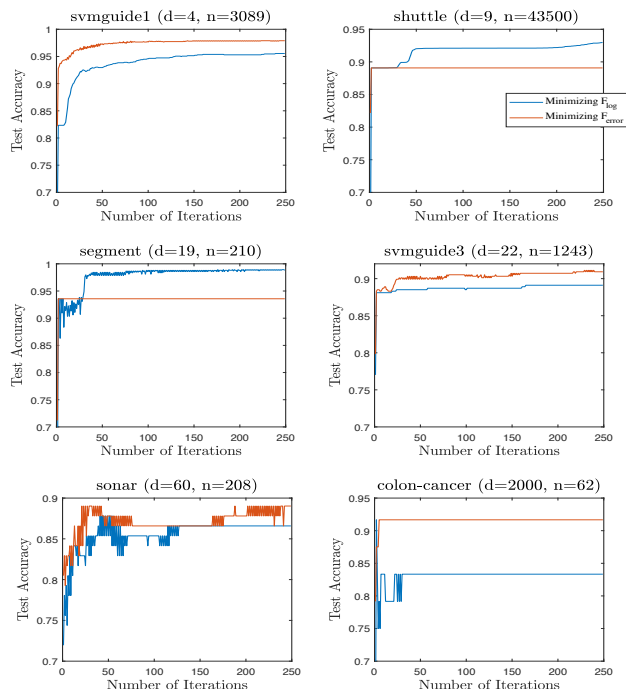 svmguide1 (d=4, n=3089)
1
0.95
0.9
0.85
0.8
0.75
0.7
Test Accuracy
0 50 100 150 200 250
Number of Iterations
shuttle (d=9, n=43500)
0.95
0.9
0.85
0.8
0.75
0.7
Test Accuracy
Minimizing F_log
Minimizing F_error
0 50 100 150 200 250
Number of Iterations
segment (d=19, n=210)
1
0.95
0.9
0.85
0.8
0.75
0.7
Test Accuracy
0 50 100 150 200 250
Number of Iterations
svmguide3 (d=22, n=1243)
0.9
0.85
0.8
0.75
0.7
Test Accuracy
0 50 100 150 200 250
Number of Iterations
sonar (d=60, n=208)
0.9
0.85
0.8
0.75
0.7
Test Accuracy
0 50 100 150 200 250
Number of Iterations
colon-cancer (d=2000, n=62)
0.95
0.9
0.85
0.8
0.75
0.7
Test Accuracy
0 50 100 150 200 250
Number of Iterations